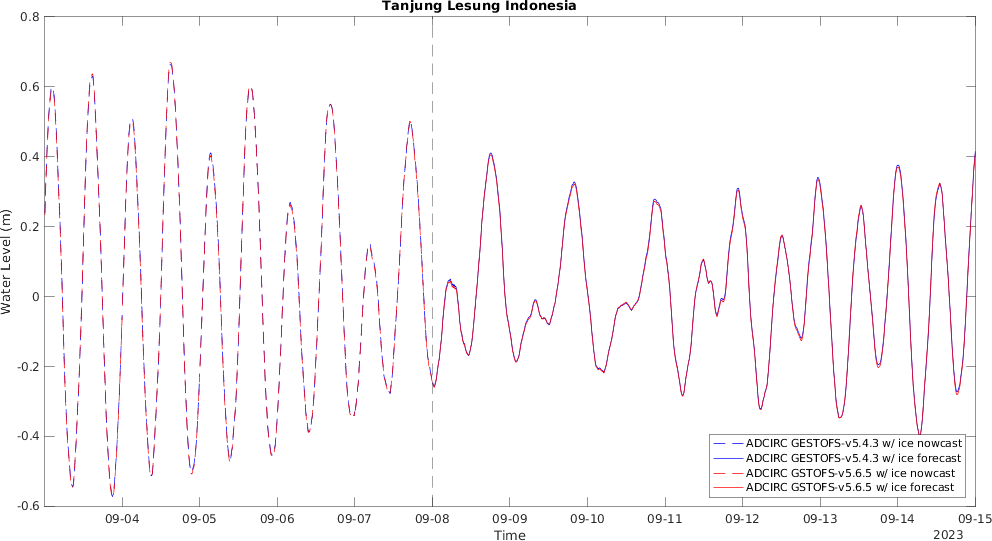 Tanjung Lesung Indonesia
0.8
0.6
0.4
0.2
0
-0.2
-0.4
-0.6
Water Level (m)
ADCIRC GESTOFS-v5.4.3 w/ ice nowcast
ADCIRC GESTOFS-v5.4.3 w/ ice forecast
ADCIRC GSTOFS-v5.6.5 w/ ice nowcast
ADCIRC GSTOFS-v5.6.5 w/ ice forecast
09-04 09-05 09-06 09-07 09-08 09-09 09-10 09-11 09-12 09-13 09-14 09-15
Time
2023